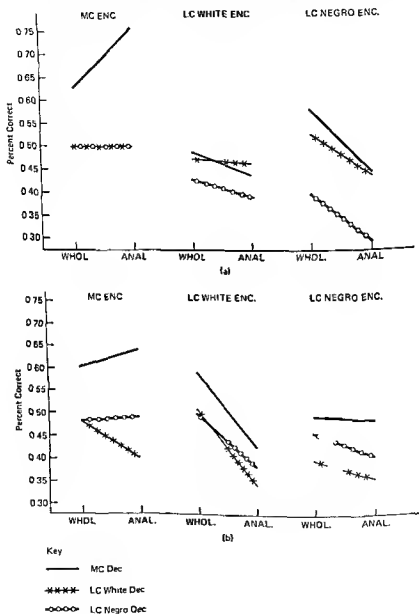 MC ENC LC WHITE ENC LC NEGRO ENC.
0.75
0.70
0.65
0.60
0.55
0.50
0.45
0.40
0.35
0.30
Percent Correct
WHOL ANAL WHOL. ANAL WHOL. ANAL
(a)
MC ENC LC WHITE ENC. LC NEGRO ENC.
0.75
0.70
0.65
0.60
0.55
0.50
0.45
0.40
0.35
0.30
Percent Correct
WHOL ANAL. WHOL. ANAL. WHOL. ANAL.
(b)
Key
MC Dec
LC White Dec
LC Negro Dec